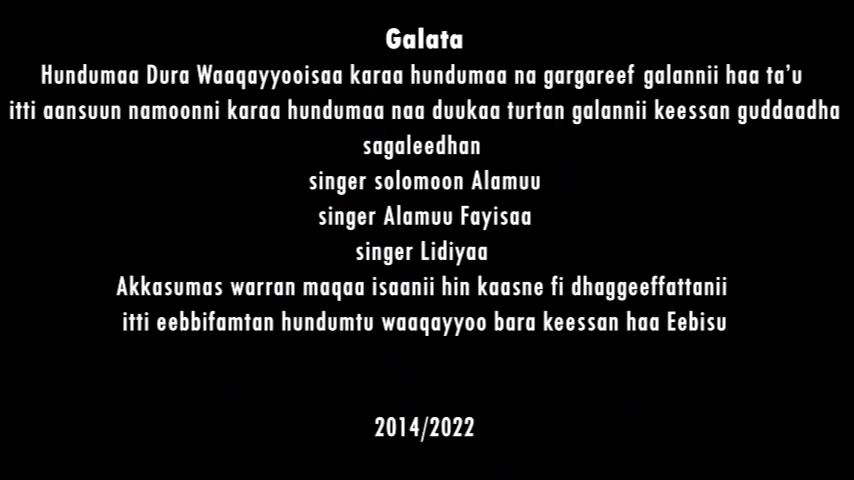 Galata
Hundumaa Dura Waaqayyooisaa karaa hundumaa na gargareef galannii haa ta'u
itti aansuun namoonni karaa hundumaa naa duukaa turtan galannii keessan guddaadha
sagaleedhan
singer solomoon Alamuu
singer Alamuu Fayisaa
singer Lidiyaa
Akkasumas warran maqaa isaanii hin kaasne fi dhaggeeffattanii
itti eebbifamtan hundumtu waaqayyoo bara keessan haa Eebisu
2014/2022